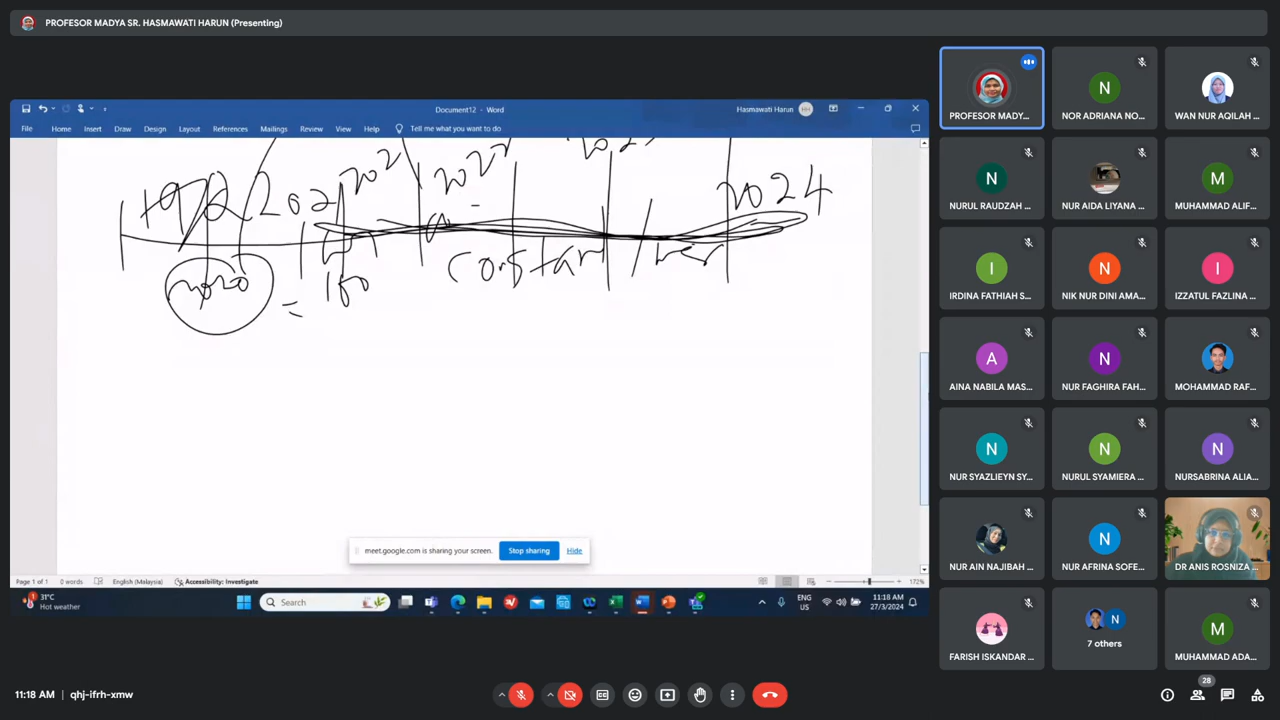 PROFESOR MADYA SR. HASMAWATI HARUN (Presenting)
Document12 - Word
Hasmawati Harun
HH
File Home Insert Draw Design Layout References Mailings Review View Help Tell me what you want to do
2024
constant
100
=
meet.google.com is sharing your screen. Stop sharing Hide
Page 1 of 1 0 words English (Malaysia) Accessibility: Investigate
172%
1
31°C
Hot weather
Search
ENG
US
11:18 AM
27/3/2024
PROFESOR MADY...
N
NOR ADRIANA NO...
WAN NUR AQILAH ...
N
NURUL RAUDZAH ...
NUR AIDA LIYANA ...
M
MUHAMMAD ALIF...
I
IRDINA FATHIAH S...
N
NIK NUR DINI AMA...
I
IZZATUL FAZLINA ...
A
AINA NABILA MAS...
N
NUR FAGHIRA FAH...
MOHAMMAD RAF...
N
NUR SYAZLIEYN SY...
N
NURUL SYAMIERA ...
N
NURSABRINA ALIA...
NUR AIN NAJIBAH ...
N
NUR AFRINA SOFE...
DR ANIS ROSNIZA ...
FARISH ISKANDAR ...
N
7 others
M
MUHAMMAD ADA...
11:18 AM | qhj-ifrh-xmw
28